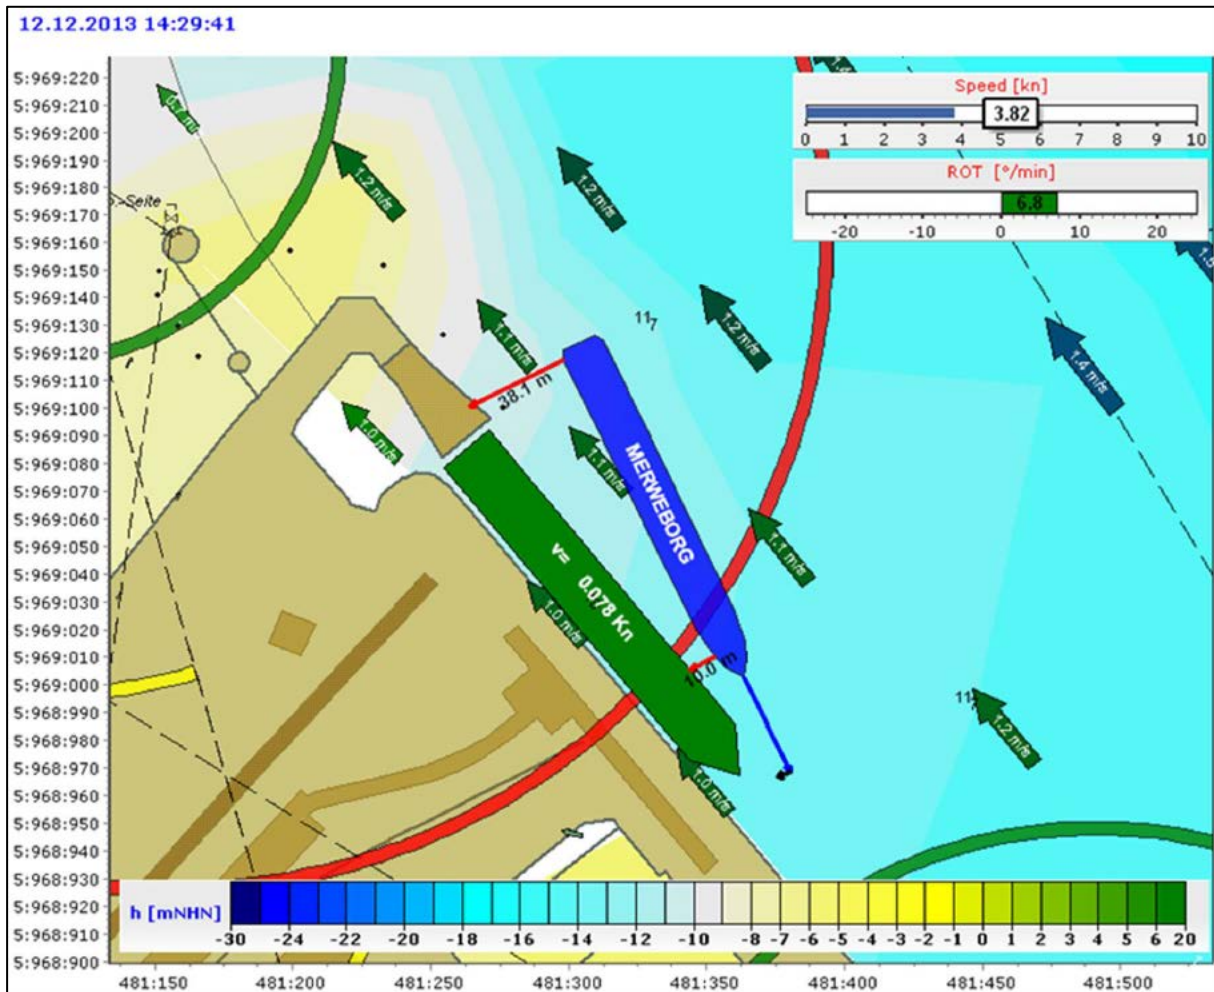 12.12.2013 14:29:41
Speed [kn]
3.82
0 1 2 3 4 5 6 7 8 9 10
ROT [°/min]
6.8
-20 -10 0 10 20
5:969:220
5:969:210
5:969:200
5:969:190
5:969:180
5:969:170
5:969:160
5:969:150
5:969:140
5:969:130
5:969:120
5:969:110
5:969:100
5:969:090
5:969:080
5:969:070
5:969:060
5:969:050
5:969:040
5:969:030
5:969:020
5:969:010
5:969:000
5:968:990
5:968:980
5:968:970
5:968:960
5:968:950
5:968:940
5:968:930
5:968:920
5:968:910
5:968:900
0.7 m/
1.2 m/s
1.2 m/s
-Seite
1.2 m/s
11 7
1.1 m/s
1.4 m/s
38.1 m
1.0 m/s
1.1 m/s
MERWEBORG
1.1 m/s
v= 0.078 Kn
1.0 m/s
10.0 m
11
1.2 m/s
1.0 m/s
h [mNHN]
-30 -24 -22 -20 -18 -16 -14 -12 -10 -8 -7 -6 -5 -4 -2 -1 0 1 2 3 4 5 6 20
481:150 481:200 481:250 481:300 481:350 481:400 481:450 481:500